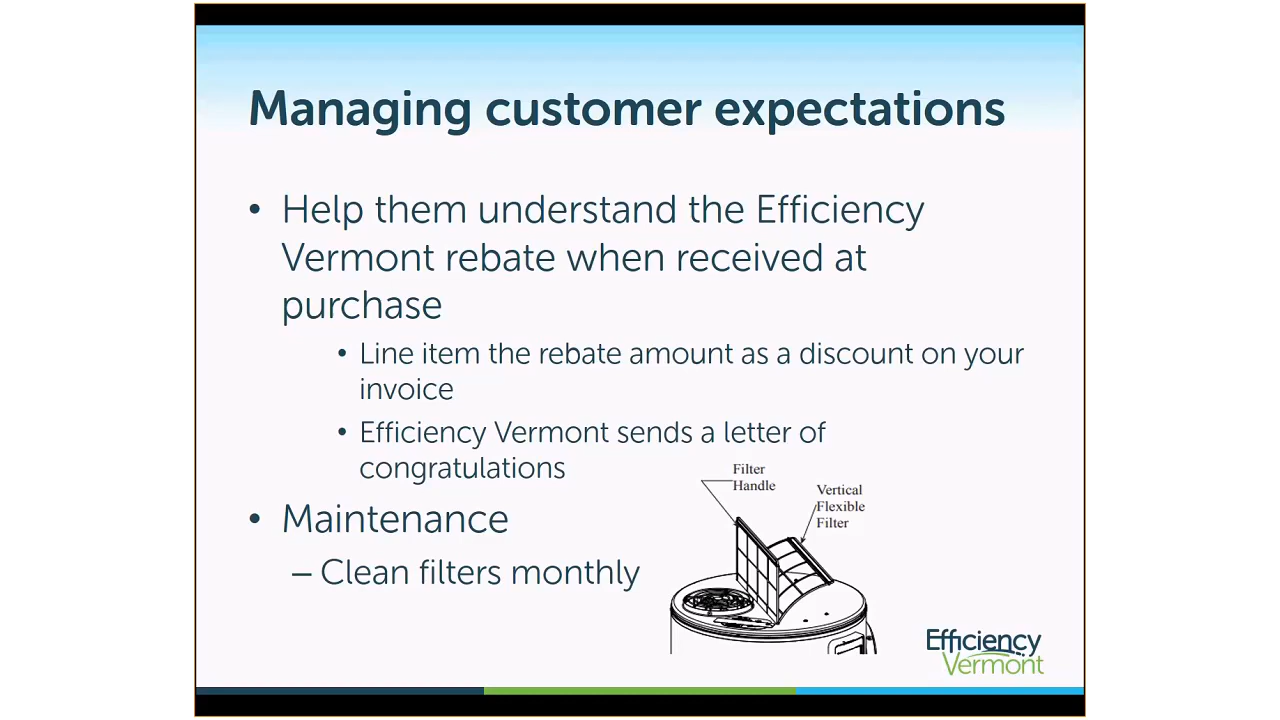 Managing customer expectations
• Help them understand the Efficiency
Vermont rebate when received at
purchase
• Line item the rebate amount as a discount on your
invoice
• Efficiency Vermont sends a letter of
congratulations
• Maintenance
– Clean filters monthly
Filter
Handle
Vertical
Flexible
Filter
Efficiency
Vermont